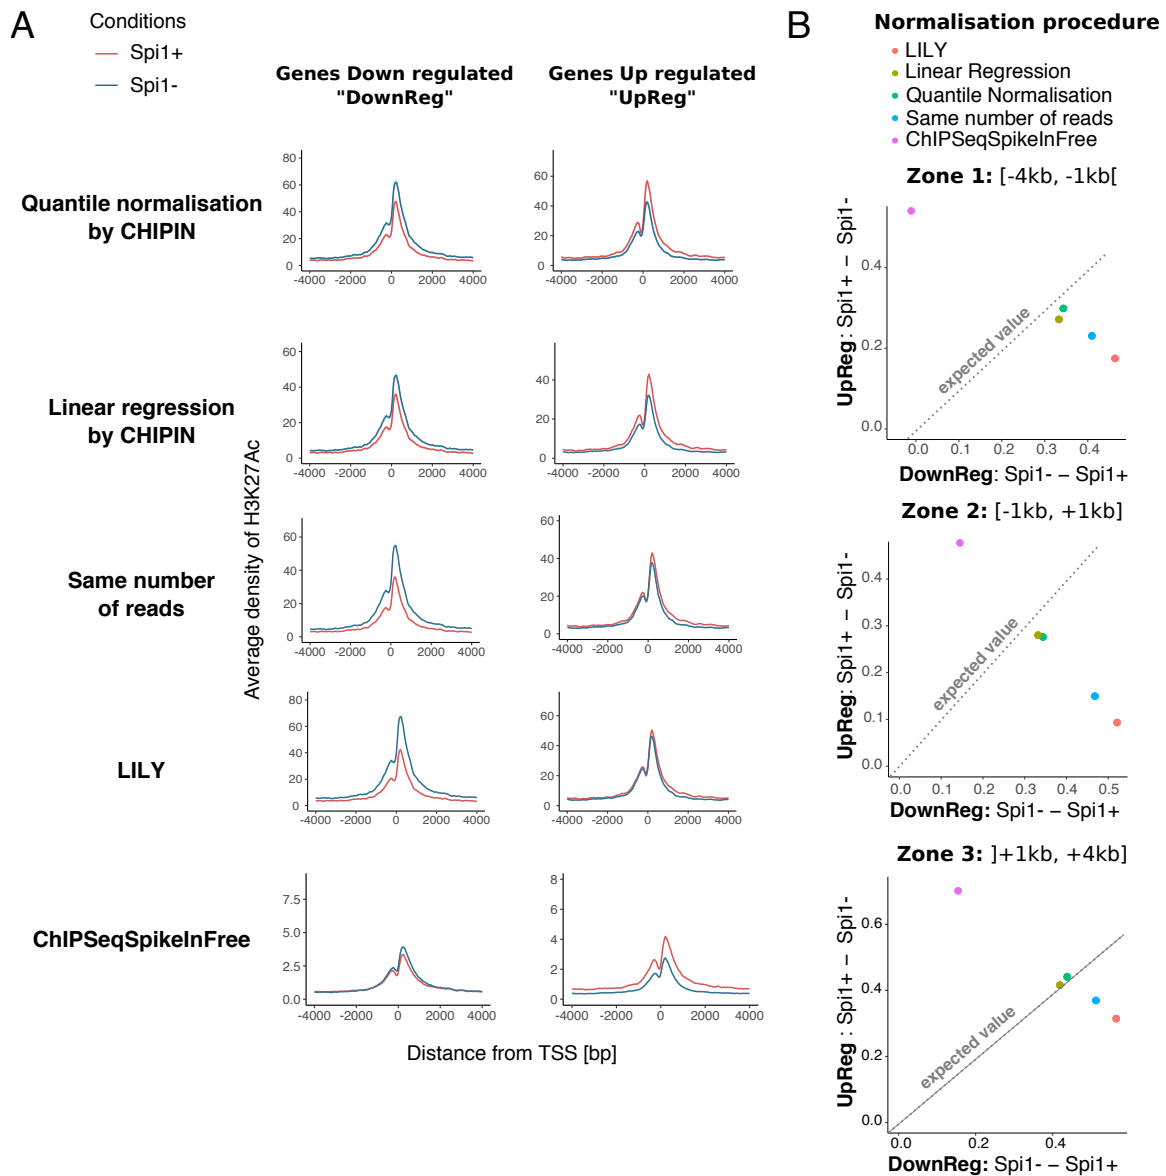 A
Conditions
Spi1+
Spi1-
Genes Down regulated
"DownReg"
Genes Up regulated
"UpReg"
Quantile normalisation
by CHIPIN
80
60
40
20
0
-4000 -2000 0 2000 4000
60
40
20
0
-4000 -2000 0 2000 4000
Linear regression
by CHIPIN
60
40
20
0
-4000 -2000 0 2000 4000
40
20
0
-4000 -2000 0 2000 4000
Average density of H3K27Ac
Same number
of reads
60
40
20
0
-4000 -2000 0 2000 4000
60
40
20
0
-4000 -2000 0 2000 4000
LILY
80
60
40
20
0
-4000 -2000 0 2000 4000
60
40
20
0
-4000 -2000 0 2000 4000
ChIPSeqSpikeInFree
7.5
5.0
2.5
0.0
-4000 -2000 0 2000 4000
8
6
4
2
0
-4000 -2000 0 2000 4000
Distance from TSS [bp]
B
Normalisation procedure
LILY
Linear Regression
Quantile Normalisation
Same number of reads
ChIPSeqSpikeInFree
Zone 1: [-4kb, -1kb[
UpReg: Spi1+ – Spi1-
0.4
0.2
0.0
expected value
0.0 0.1 0.2 0.3 0.4
DownReg: Spi1- – Spi1+
Zone 2: [-1kb, +1kb]
UpReg: Spi1+ – Spi1-
0.4
0.3
0.2
0.1
0.0
expected value
0.0 0.1 0.2 0.3 0.4 0.5
DownReg: Spi1- – Spi1+
Zone 3: ]+1kb, +4kb]
UpReg : Spi1+ – Spi1-
0.6
0.4
0.2
0.0
expected value
0.0 0.2 0.4
DownReg: Spi1- – Spi1+